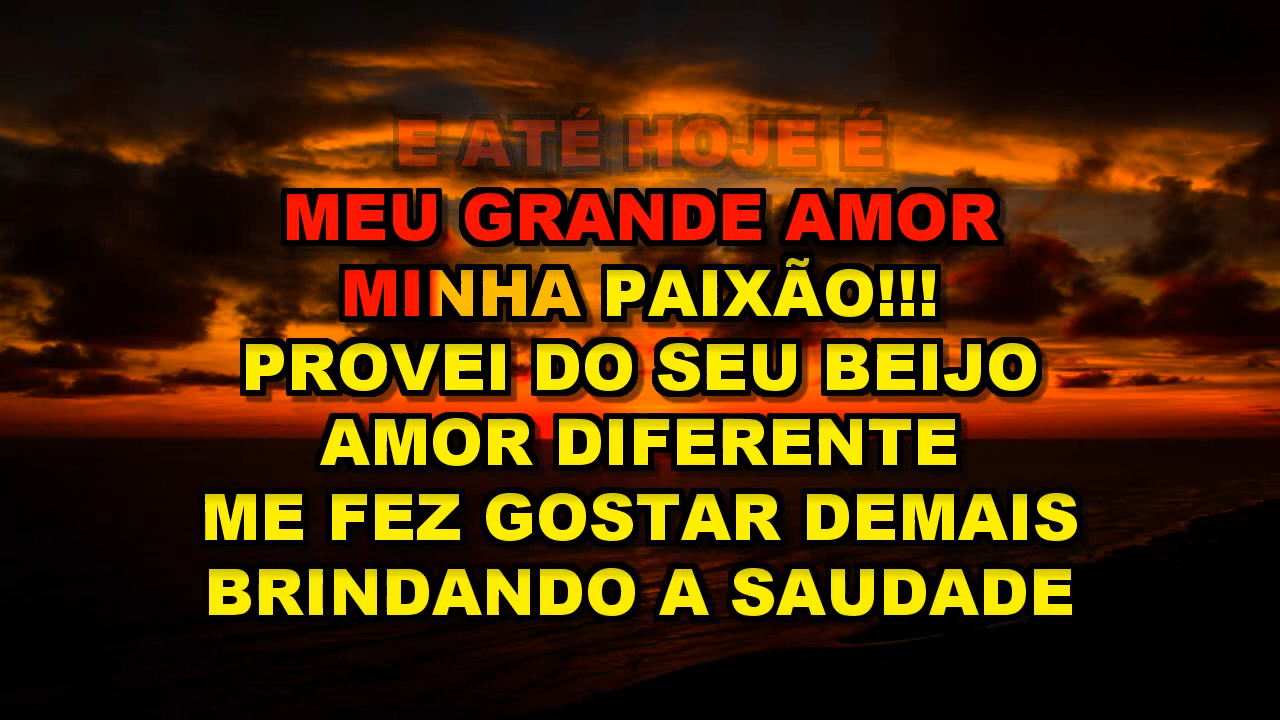 E ATÉ HOJE É
MEU GRANDE AMOR
MINHA PAIXÃO!!!
PROVEI DO SEU BEIJO
AMOR DIFERENTE
ME FEZ GOSTAR DEMAIS
BRINDANDO A SAUDADE